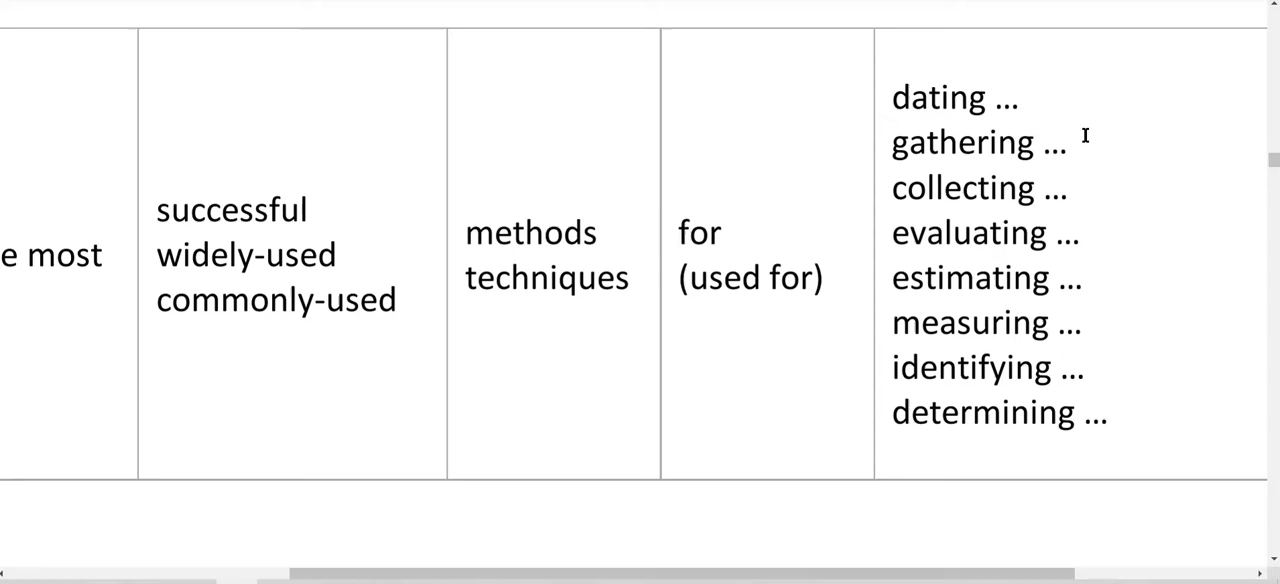 e most
successful
widely-used
commonly-used
methods
techniques
for
(used for)
dating ...
gathering ...
collecting ...
evaluating ...
estimating ...
measuring ...
identifying ...
determining ...